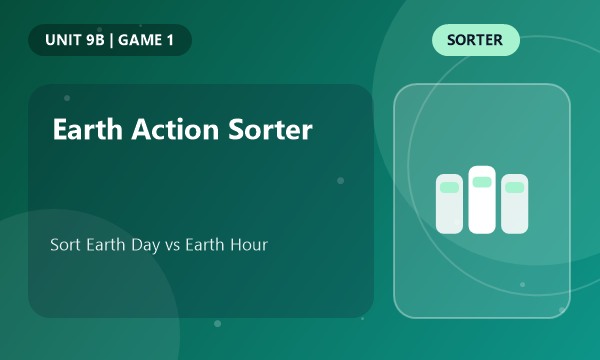 UNIT 9B | GAME 1
SORTER
Earth Action Sorter
Sort Earth Day vs Earth Hour